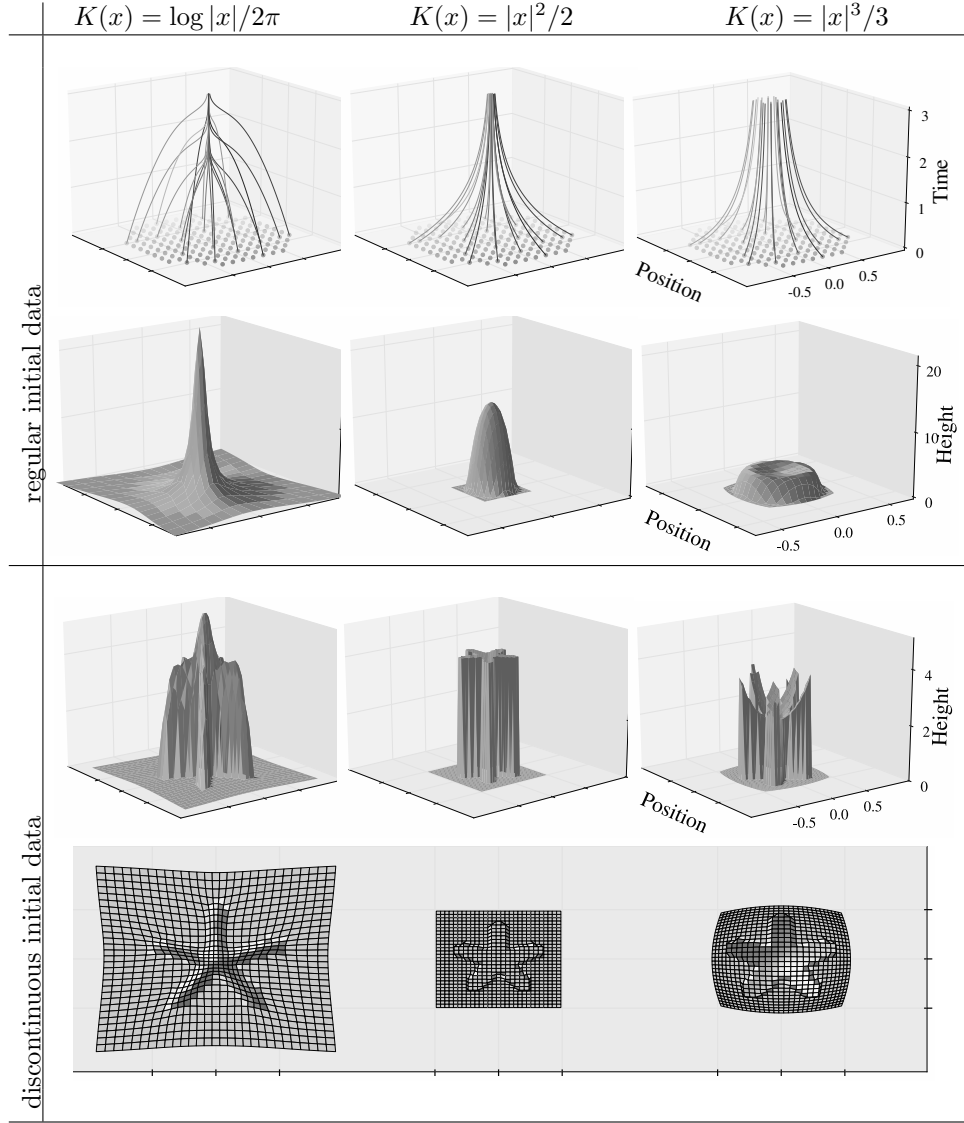 K(x) = log |x|/2π
K(x) = |x|²/2
K(x) = |x|³/3
regular initial data
3
2
1
0
Time
Position
-0.5
0.0
0.5
20
10
0
Height
Position
-0.5
0.0
0.5
discontinuous initial data
4
2
0
Height
Position
-0.5
0.0
0.5